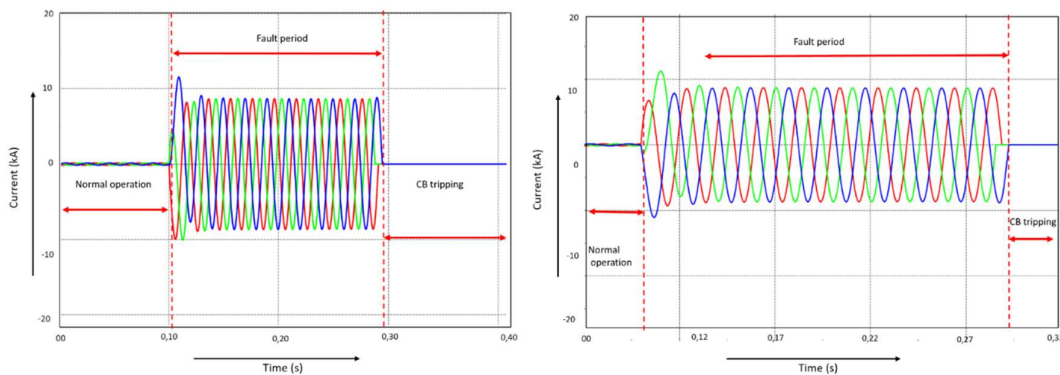 20
Fault period
10
Current (kA)
0
Normal operation
CB tripping
-10
-20
00
0,10
0,20
0,30
0,40
Time (s)
20
Fault period
10
Current (kA)
0
CB tripping
Normal
operation
-10
-20
00
0,12
0,17
0,22
0,27
0,3
Time (s)